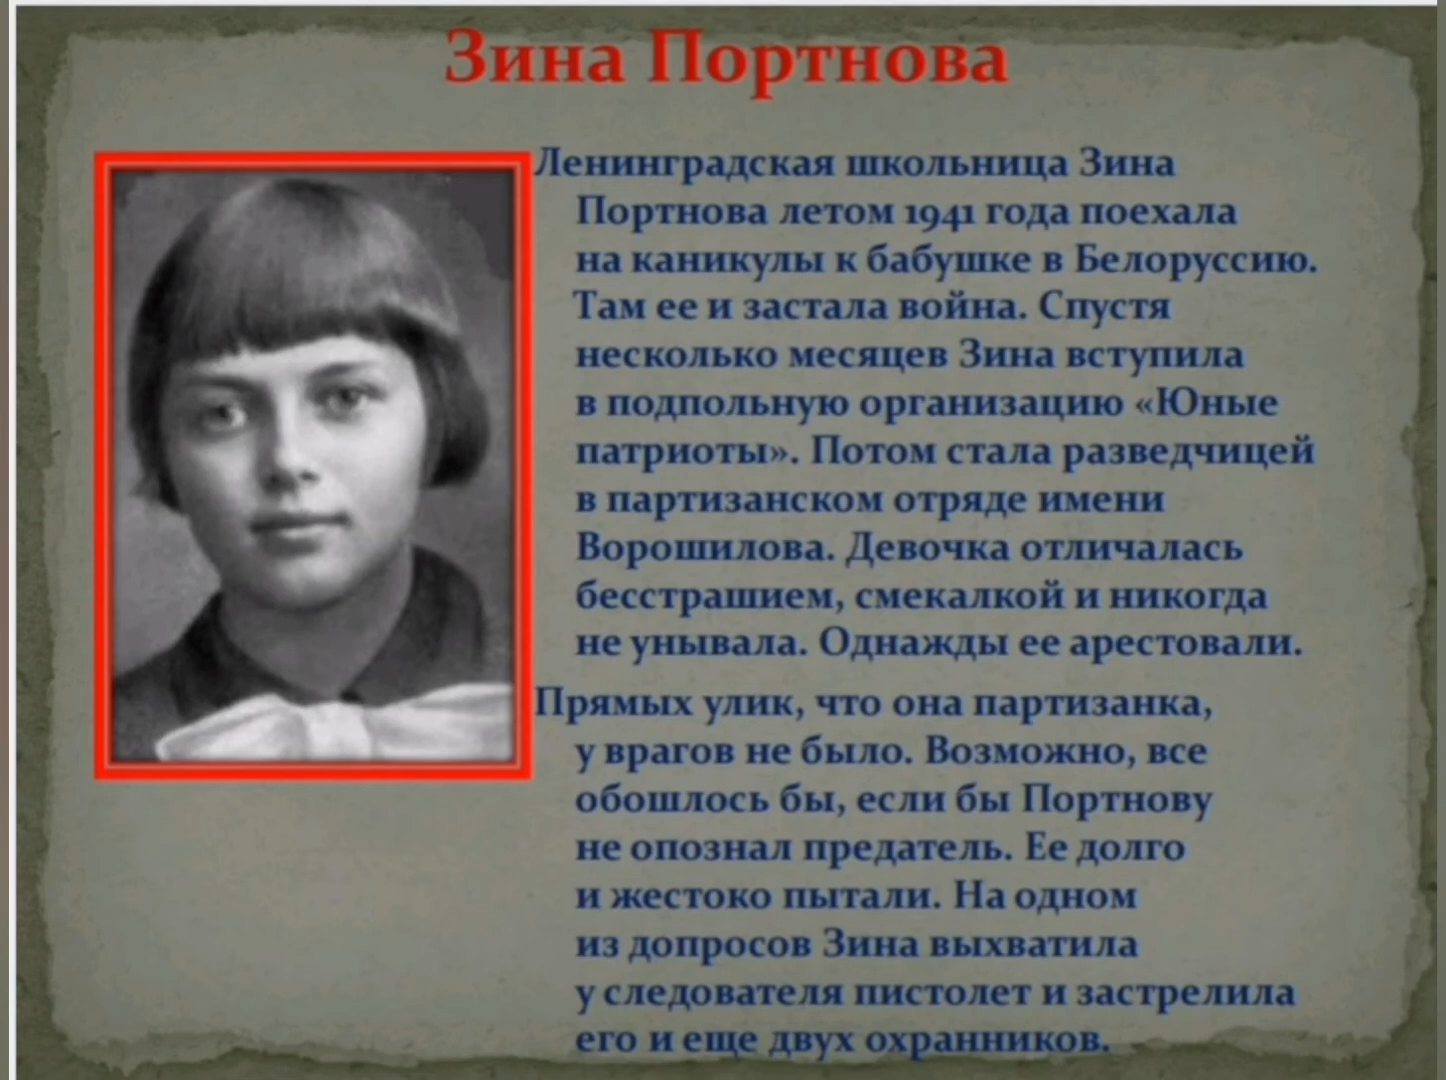 Зина Портнова
Ленинградская школьница Зина
Портнова летом 1941 года поехала
на каникулы к бабушке в Белоруссию.
Там ее и застала война. Спустя
несколько месяцев Зина вступила
в подпольную организацию «Юные
патриоты». Потом стала разведчицей
в партизанском отряде имени
Ворошилова. Девочка отличалась
бесстрашием, смекалкой и никогда
не унывала. Однажды ее арестовали.
Прямых улик, что она партизанка,
у врагов не было. Возможно, все
обошлось бы, если бы Портнову
не опознал предатель. Ее долго
и жестоко пытали. На одном
из допросов Зина выхватила
у следователя пистолет и застрелила
его и еще двух охранников.